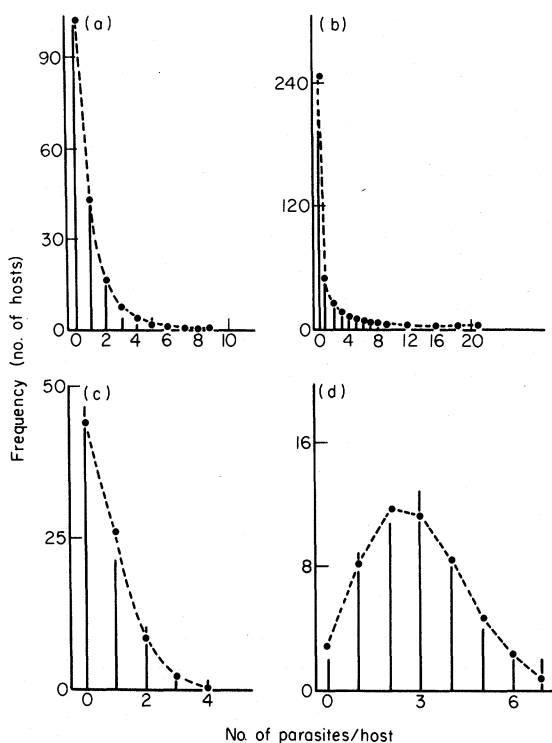 (a)
90
60
30
0
0 2 4 6 8 10
(b)
240
120
0
0 4 8 12 16 20
Frequency (no. of hosts)
(c)
50
25
0
0 2 4
(d)
16
8
0
0 3 6
No. of parasites/host